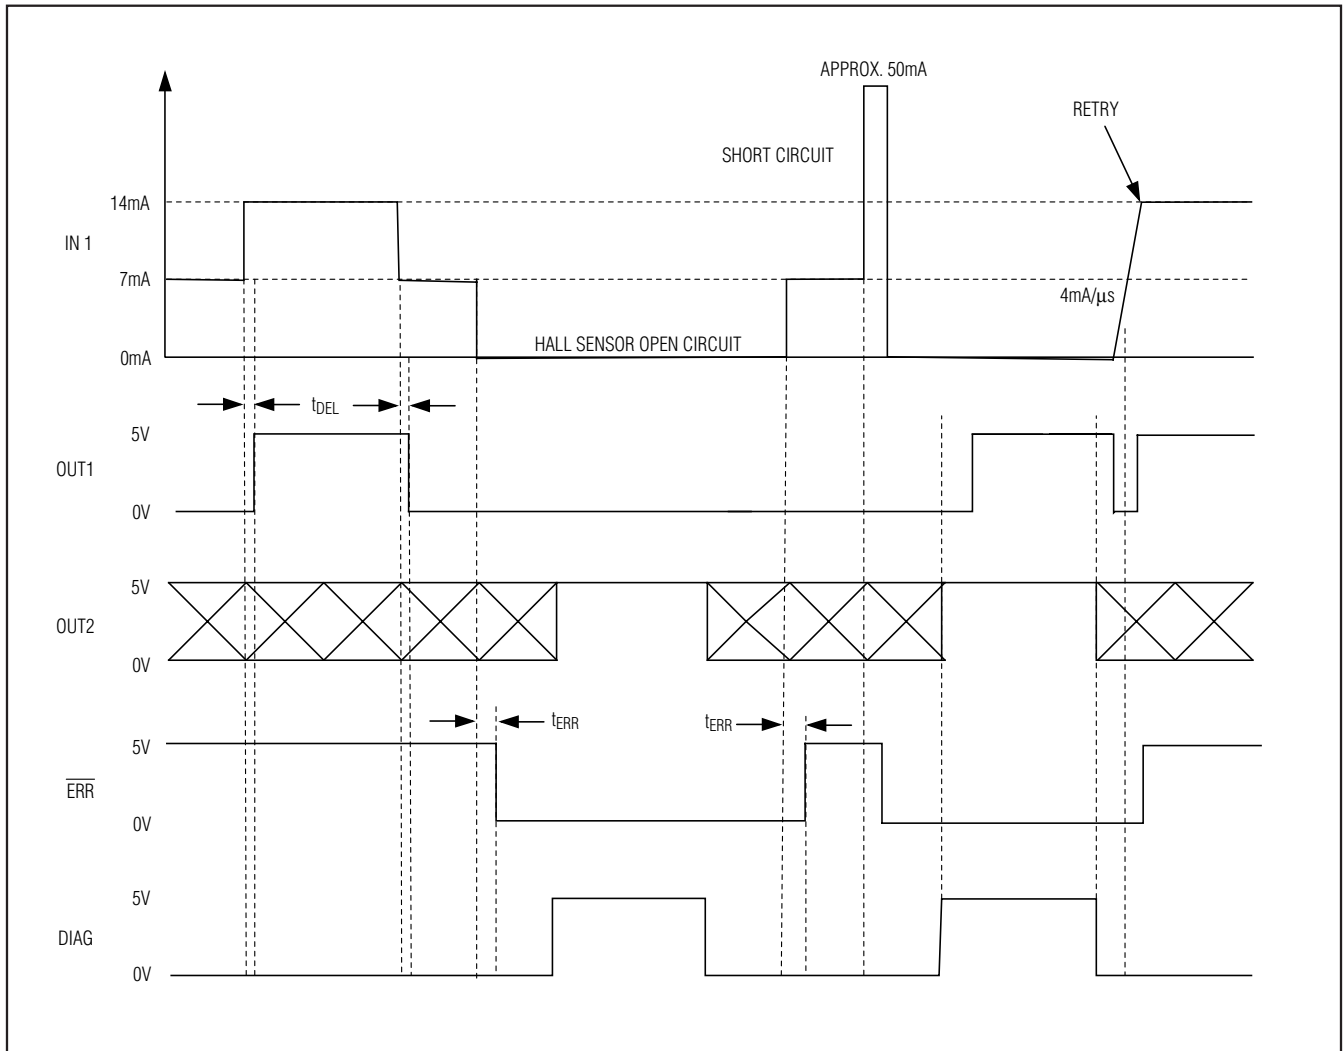 APPROX. 50mA
RETRY
SHORT CIRCUIT
14mA
IN 1
7mA
4mA/µs
HALL SENSOR OPEN CIRCUIT
0mA
tDEL
5V
OUT1
0V
5V
OUT2
0V
tERR
tERR
5V
ERR
0V
5V
DIAG
0V